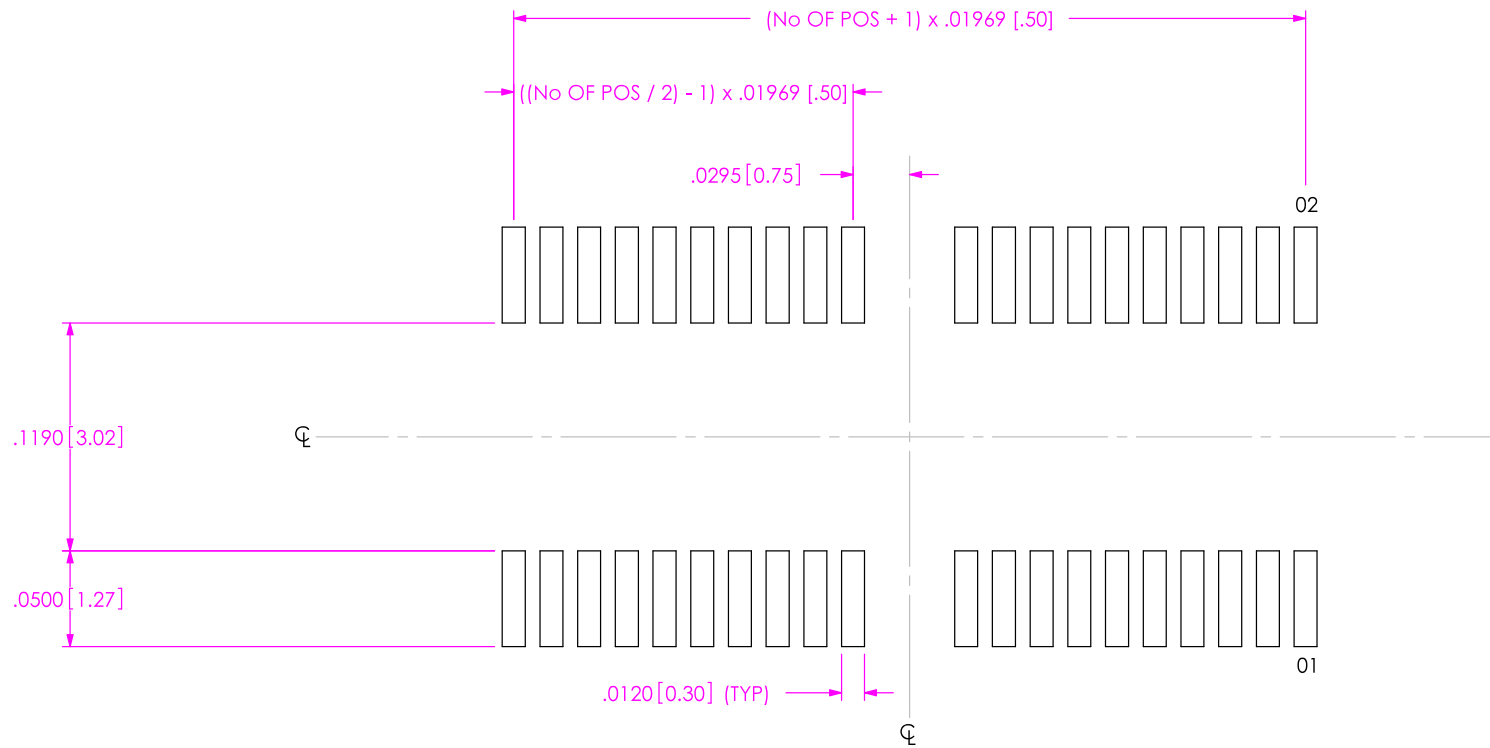 (No OF POS + 1) x .01969 [.50]
((No OF POS / 2) - 1) x .01969 [.50]
.0295[0.75]
02
.1190[3.02]
℄
.0500[1.27]
01
.0120[0.30] (TYP)
℄